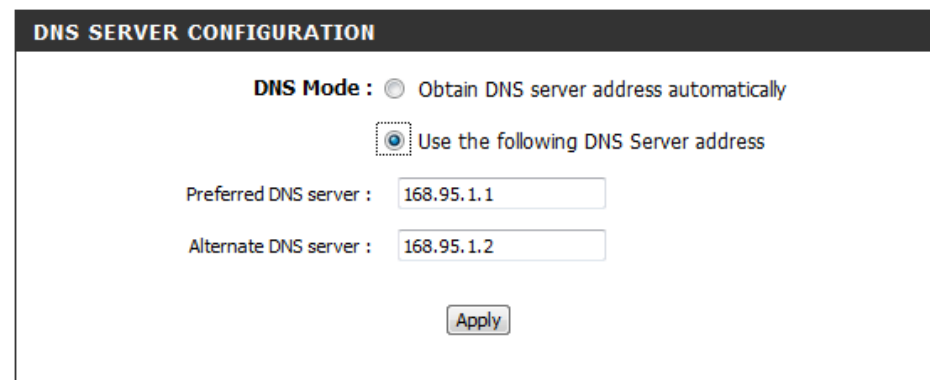 DNS SERVER CONFIGURATION
DNS Mode : Obtain DNS server address automatically
Use the following DNS Server address
Preferred DNS server : 168.95.1.1
Alternate DNS server : 168.95.1.2
Apply